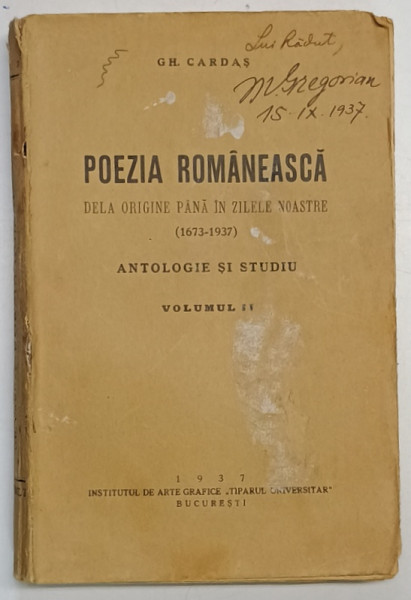 Lui Răduț,
M. Gregorian
15.IX.1937.
GH. CARDAȘ
POEZIA ROMÂNEASCĂ
DELA ORIGINE PÂNĂ ÎN ZILELE NOASTRE
(1673-1937)
ANTOLOGIE ȘI STUDIU
VOLUMUL II
1937
INSTITUTUL DE ARTE GRAFICE „TIPARUL UNIVERSITAR"
BUCUREȘTI